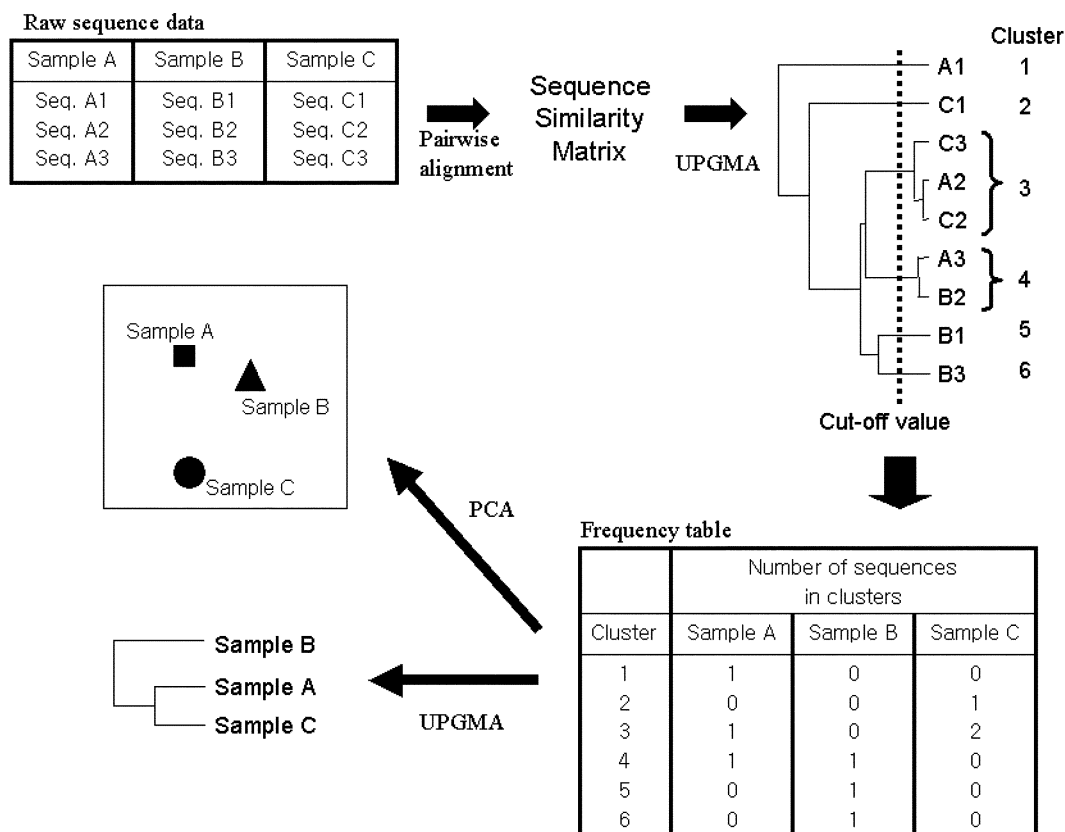 Raw sequence data
Sample A Sample B Sample C
Seq. A1 Seq. B1 Seq. C1
Seq. A2 Seq. B2 Seq. C2
Seq. A3 Seq. B3 Seq. C3
Pairwise
alignment
Sequence
Similarity
Matrix
UPGMA
Cluster
A1 1
C1 2
C3
A2
3
C2
A3
4
B2
B1 5
B3 6
Cut-off value
Sample A
Sample B
Sample C
PCA
Frequency table
Number of sequences
in clusters
Cluster Sample A Sample B Sample C
1 1 0 0
2 0 0 1
3 1 0 2
4 1 1 0
5 0 1 0
6 0 1 0
Sample B
Sample A
Sample C
UPGMA